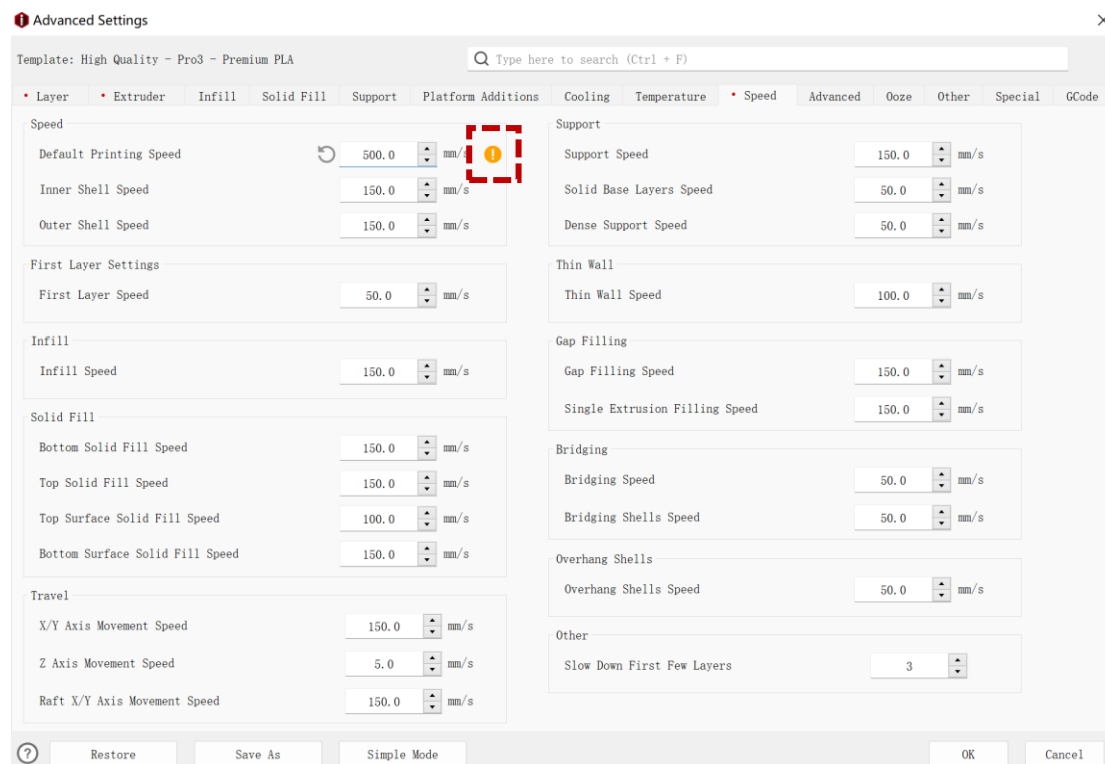 Advanced Settings
Template: High Quality - Pro3 - Premium PLA
Type here to search (Ctrl + F)
• Layer • Extruder Infill Solid Fill Support Platform Additions Cooling Temperature • Speed Advanced Ooze Other Special GCode
Speed
Default Printing Speed 500.0 mm/s
Inner Shell Speed 150.0 mm/s
Outer Shell Speed 150.0 mm/s
First Layer Settings
First Layer Speed 50.0 mm/s
Infill
Infill Speed 150.0 mm/s
Solid Fill
Bottom Solid Fill Speed 150.0 mm/s
Top Solid Fill Speed 150.0 mm/s
Top Surface Solid Fill Speed 100.0 mm/s
Bottom Surface Solid Fill Speed 150.0 mm/s
Travel
X/Y Axis Movement Speed 150.0 mm/s
Z Axis Movement Speed 5.0 mm/s
Raft X/Y Axis Movement Speed 150.0 mm/s
Support
Support Speed 150.0 mm/s
Solid Base Layers Speed 50.0 mm/s
Dense Support Speed 50.0 mm/s
Thin Wall
Thin Wall Speed 100.0 mm/s
Gap Filling
Gap Filling Speed 150.0 mm/s
Single Extrusion Filling Speed 150.0 mm/s
Bridging
Bridging Speed 50.0 mm/s
Bridging Shells Speed 50.0 mm/s
Overhang Shells
Overhang Shells Speed 50.0 mm/s
Other
Slow Down First Few Layers 3
? Restore Save As Simple Mode OK Cancel